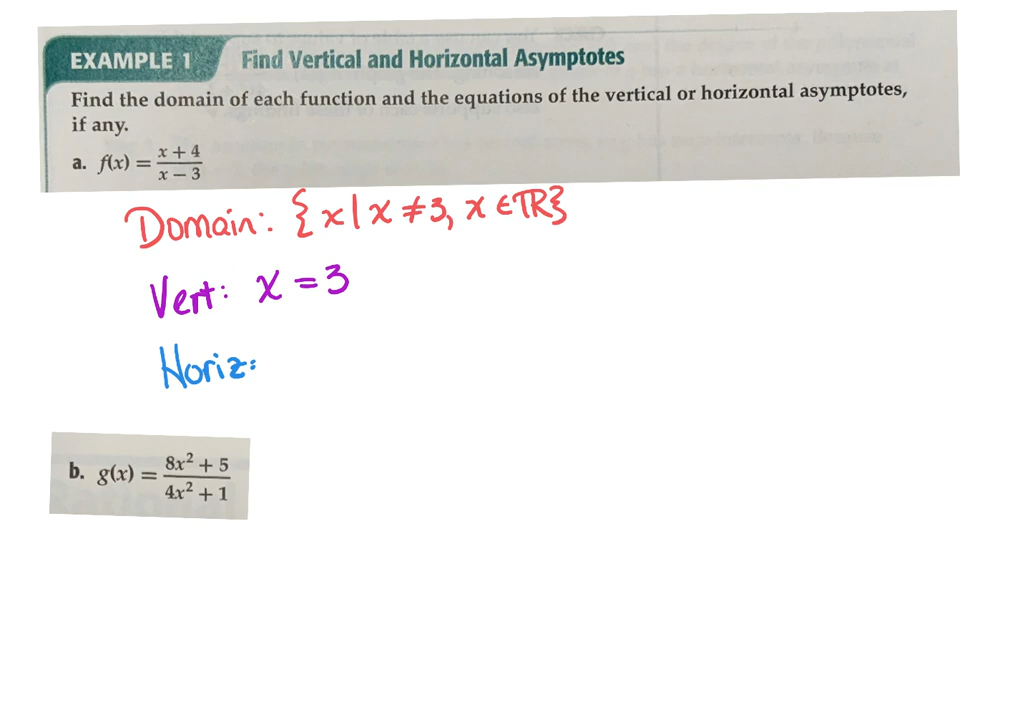 EXAMPLE 1 Find Vertical and Horizontal Asymptotes
Find the domain of each function and the equations of the vertical or horizontal asymptotes,
if any.
a. f(x) = (x + 4)/(x − 3)
Domain: {x | x ≠ 3, x ∈ ℝ}
Vert: x = 3
Horiz:
b. g(x) = (8x² + 5)/(4x² + 1)